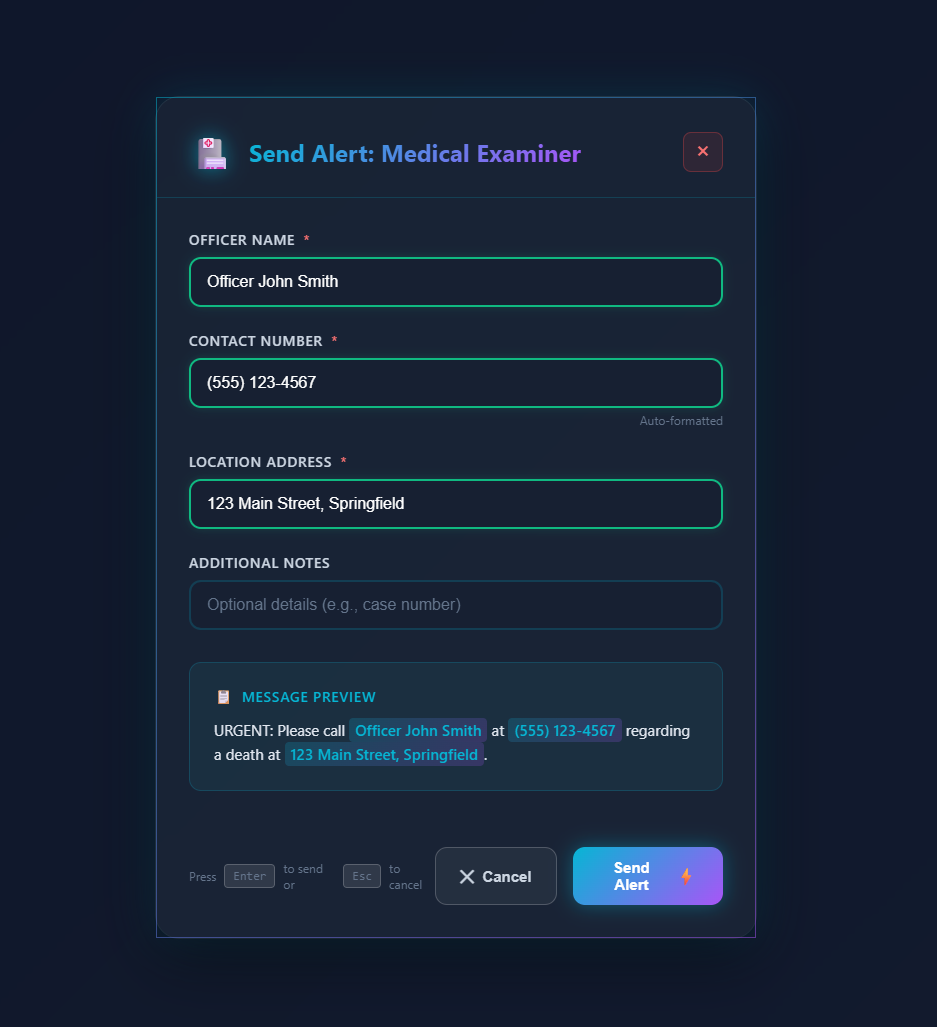 Send Alert: Medical Examiner
✕
OFFICER NAME *
Officer John Smith
CONTACT NUMBER *
(555) 123-4567
Auto-formatted
LOCATION ADDRESS *
123 Main Street, Springfield
ADDITIONAL NOTES
Optional details (e.g., case number)
MESSAGE PREVIEW
URGENT: Please call Officer John Smith at (555) 123-4567 regarding
a death at 123 Main Street, Springfield.
Press Enter to send or Esc to cancel
Cancel
Send
Alert